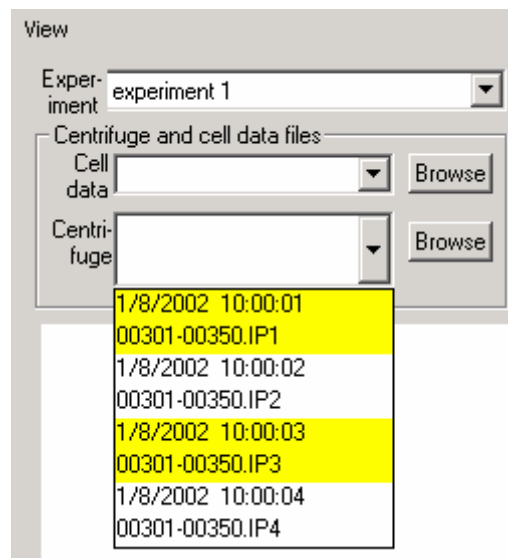 View
Exper-
iment
experiment 1
Centrifuge and cell data files
Cell
data
Browse
Centri-
fuge
Browse
1/8/2002 10:00:01
00301-00350.IP1
1/8/2002 10:00:02
00301-00350.IP2
1/8/2002 10:00:03
00301-00350.IP3
1/8/2002 10:00:04
00301-00350.IP4